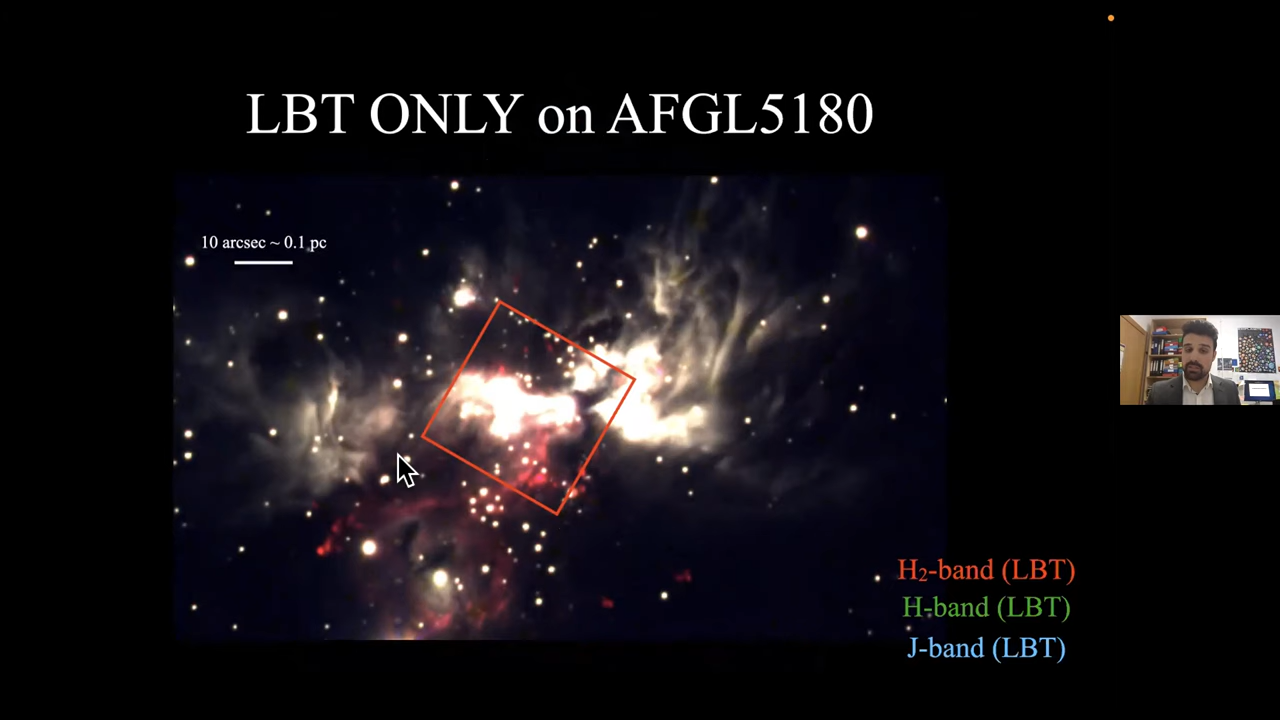 LBT ONLY on AFGL5180
10 arcsec ~ 0.1 pc
H₂-band (LBT)
H-band (LBT)
J-band (LBT)